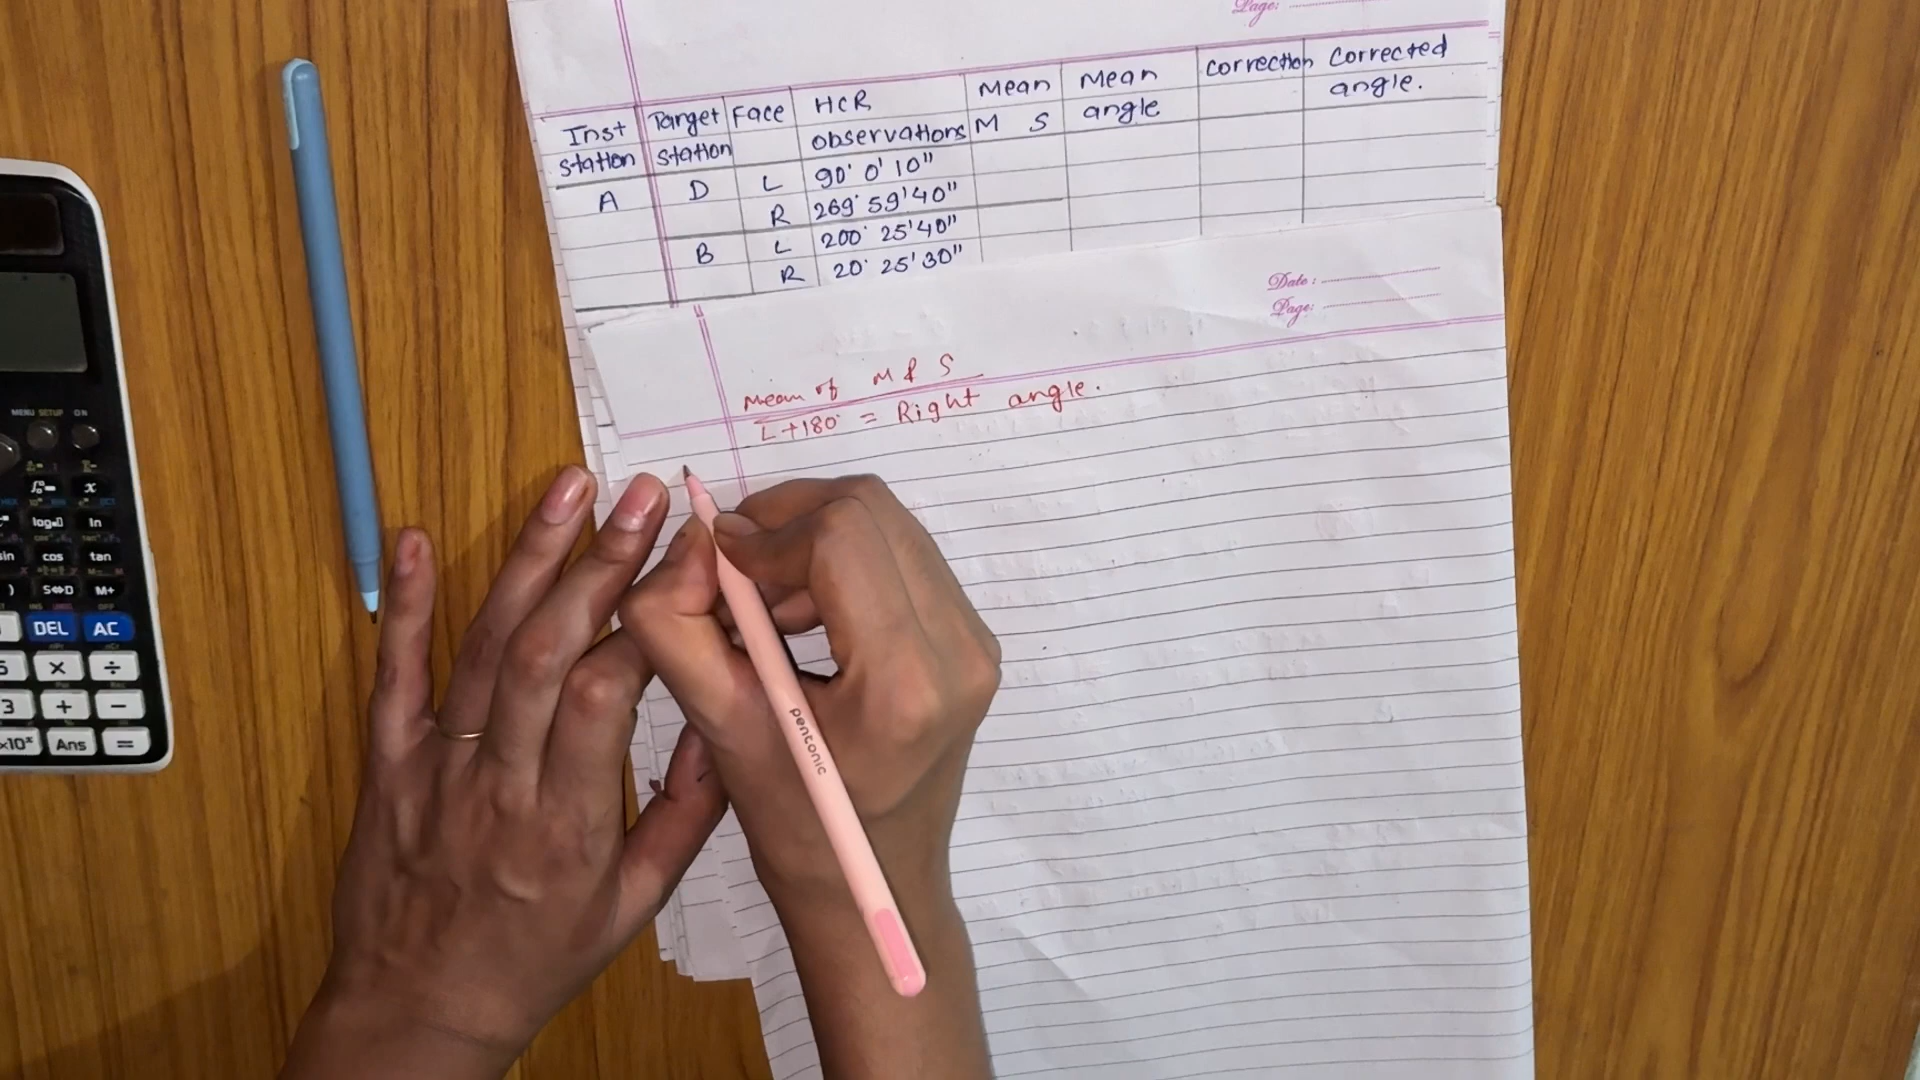 Page:
Inst station | Target station | Face | HCR observations | Mean M S | Mean angle | correction | Corrected angle.
A | D | L | 90° 0' 10"
R | 269° 59' 40"
B | L | 200° 25' 40"
R | 20° 25' 30"
Date:
Page:
Mean of M & S
L+180° = Right angle.
pentonic
MENU SETUP ON
x
log ln
sin cos tan
) S⇔D M+
DEL AC
× ÷
3 + −
×10ˣ Ans =